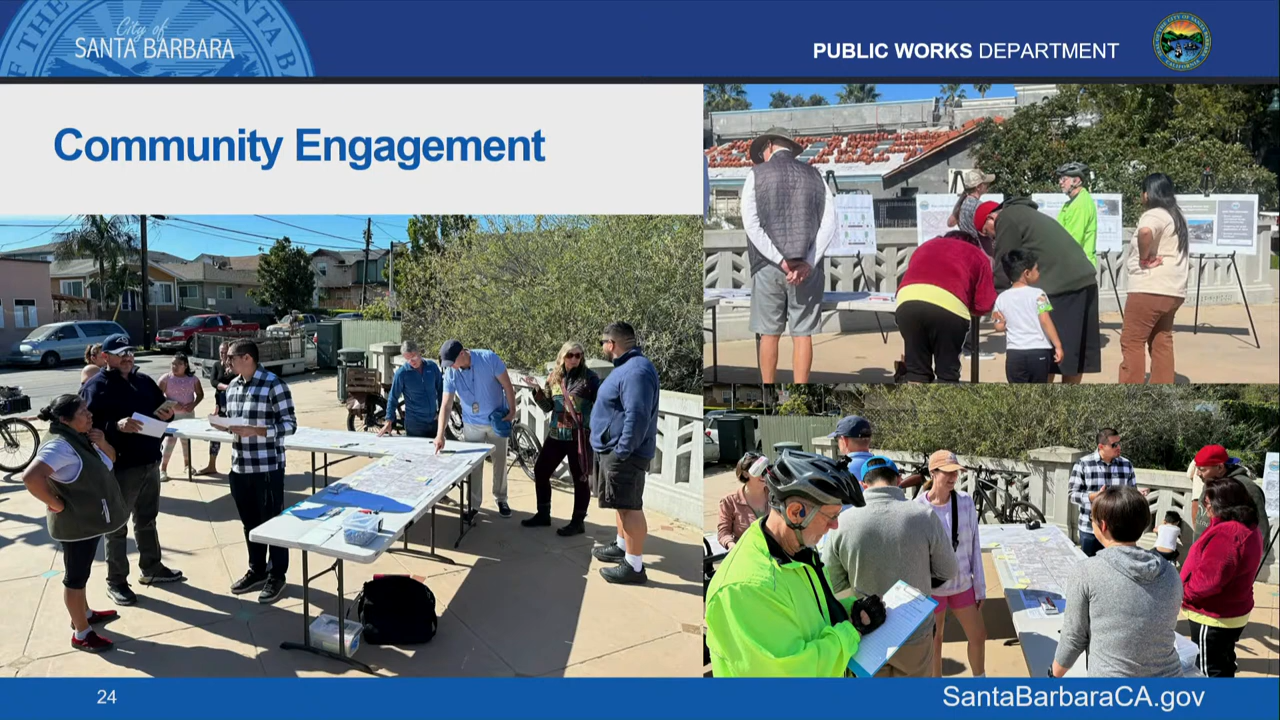 City of
SANTA BARBARA
PUBLIC WORKS DEPARTMENT
Community Engagement
24
SantaBarbaraCA.gov